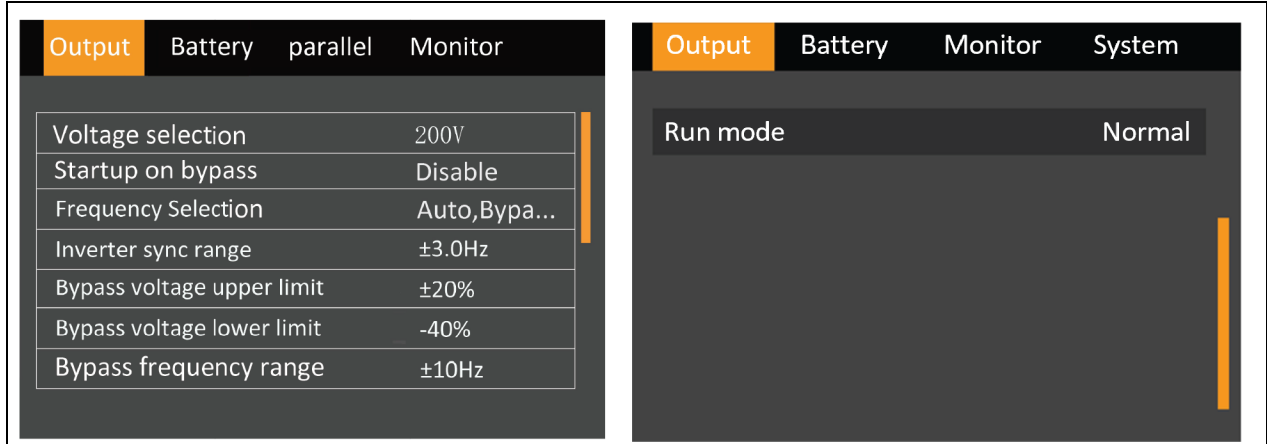 Output Battery parallel Monitor
Voltage selection 200V
Startup on bypass Disable
Frequency Selection Auto,Bypa...
Inverter sync range ±3.0Hz
Bypass voltage upper limit ±20%
Bypass voltage lower limit -40%
Bypass frequency range ±10Hz
Output Battery Monitor System
Run mode Normal